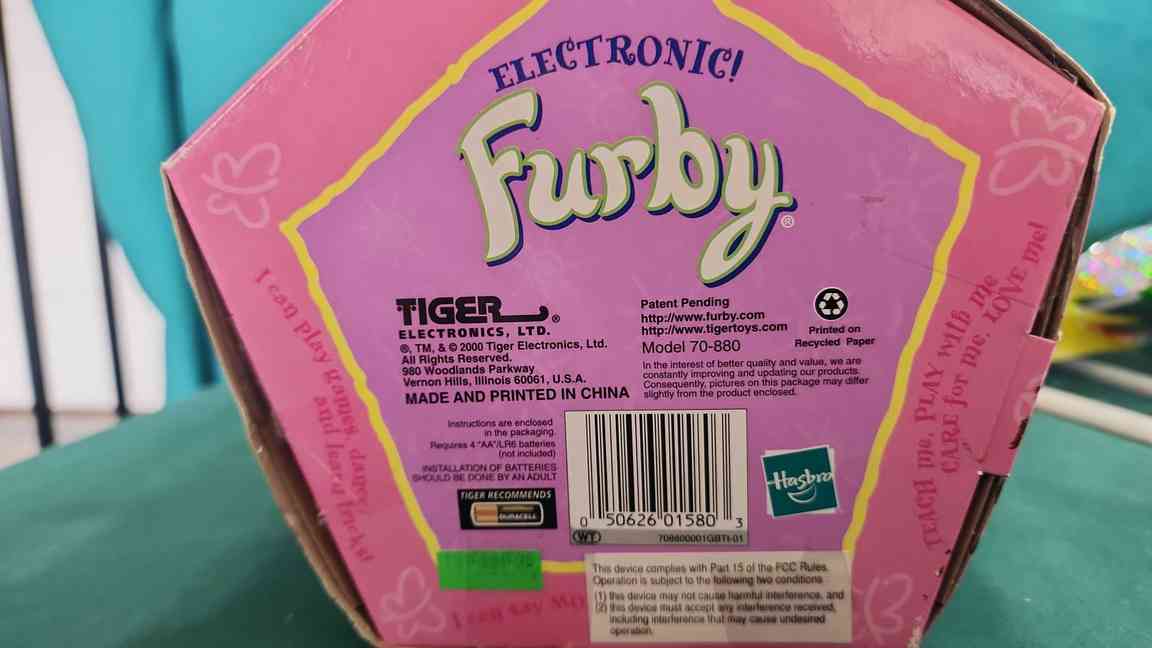 ELECTRONIC!
Furby®
TIGER®
ELECTRONICS, LTD.
®, TM, & © 2000 Tiger Electronics, Ltd.
All Rights Reserved.
980 Woodlands Parkway
Vernon Hills, Illinois 60061, U.S.A.
MADE AND PRINTED IN CHINA
Patent Pending
http://www.furby.com
http://www.tigertoys.com
Model 70-880
Printed on
Recycled Paper
In the interest of better quality and value, we are
constantly improving and updating our products.
Consequently, pictures on this package may differ
slightly from the product enclosed.
Instructions are enclosed
in the packaging.
Requires 4 "AA"/LR6 batteries
(not included)
INSTALLATION OF BATTERIES
SHOULD BE DONE BY AN ADULT
TIGER RECOMMENDS
DURACELL
0 50626 01580 3
WT 708800001GBTI-01
Hasbro
This device complies with Part 15 of the FCC Rules.
Operation is subject to the following two conditions
(1) this device may not cause harmful interference, and
(2) this device must accept any interference received,
including interference that may cause undesired
operation.
I can play games, dance,
and learn tricks!
TEACH me, PLAY with me
CARE for me, LOVE me!
I can say